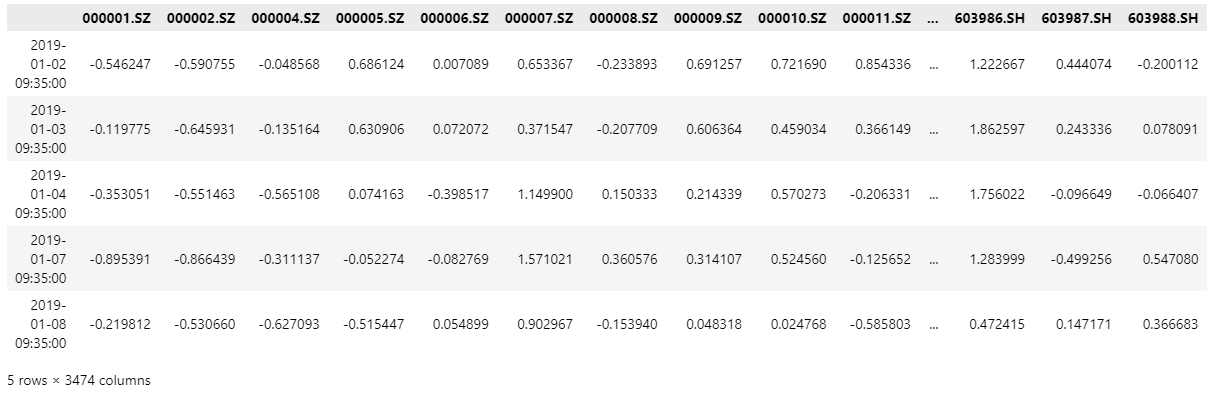 000001.SZ 000002.SZ 000004.SZ 000005.SZ 000006.SZ 000007.SZ 000008.SZ 000009.SZ 000010.SZ 000011.SZ ... 603986.SH 603987.SH 603988.SH
2019-
01-02 -0.546247 -0.590755 -0.048568 0.686124 0.007089 0.653367 -0.233893 0.691257 0.721690 0.854336 ... 1.222667 0.444074 -0.200112
09:35:00
2019-
01-03 -0.119775 -0.645931 -0.135164 0.630906 0.072072 0.371547 -0.207709 0.606364 0.459034 0.366149 ... 1.862597 0.243336 0.078091
09:35:00
2019-
01-04 -0.353051 -0.551463 -0.565108 0.074163 -0.398517 1.149900 0.150333 0.214339 0.570273 -0.206331 ... 1.756022 -0.096649 -0.066407
09:35:00
2019-
01-07 -0.895391 -0.866439 -0.311137 -0.052274 -0.082769 1.571021 0.360576 0.314107 0.524560 -0.125652 ... 1.283999 -0.499256 0.547080
09:35:00
2019-
01-08 -0.219812 -0.530660 -0.627093 -0.515447 0.054899 0.902967 -0.153940 0.048318 0.024768 -0.585803 ... 0.472415 0.147171 0.366683
09:35:00
5 rows × 3474 columns